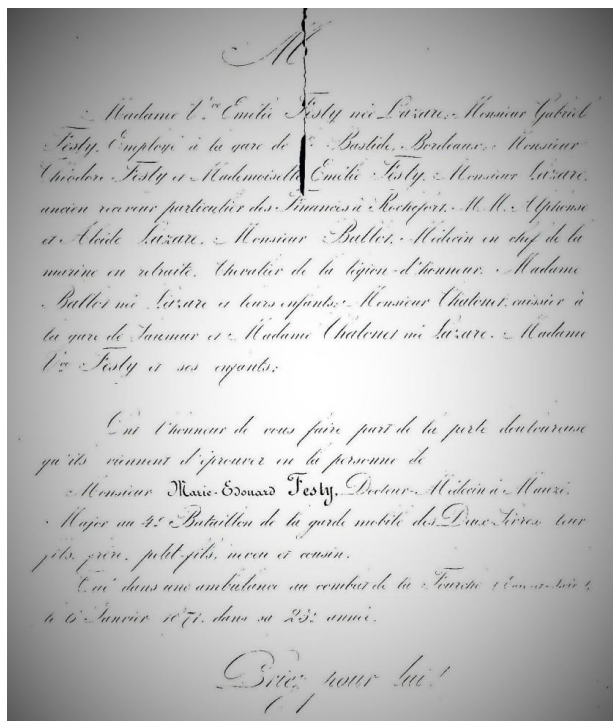 M
Madame Vve Emilie Festy née Lazare, Monsieur Gabriel
Festy, Employé à la gare de la Bastide, Bordeaux, Monsieur
Théodore Festy et Mademoiselle Emilie Festy, Monsieur Lazare,
ancien receveur particulier des Finances à Rochefort, M.M. Alphonse
et Alcide Lazare, Monsieur Ballot, Médecin en chef de la
marine en retraite, Chevalier de la légion-d'honneur, Madame
Ballot née Lazare et leurs enfants; Monsieur Chatonet, caissier à
la gare de Saumur et Madame Chatonet née Lazare, Madame
Vve Festy et ses enfants;
Ont l'honneur de vous faire part de la perte douloureuse
qu'ils viennent d'éprouver en la personne de
Monsieur Marie-Edouard Festy, Docteur-Médecin à Mauzé,
Major au 4e Bataillon de la garde mobile des Deux-Sèvres leur
fils, frère, petit-fils, neveu et cousin.
Tué dans une ambulance au combat de la Fourche (Eure-et-Loir),
le 6 Janvier 1871, dans sa 23e année.
Priez pour lui!